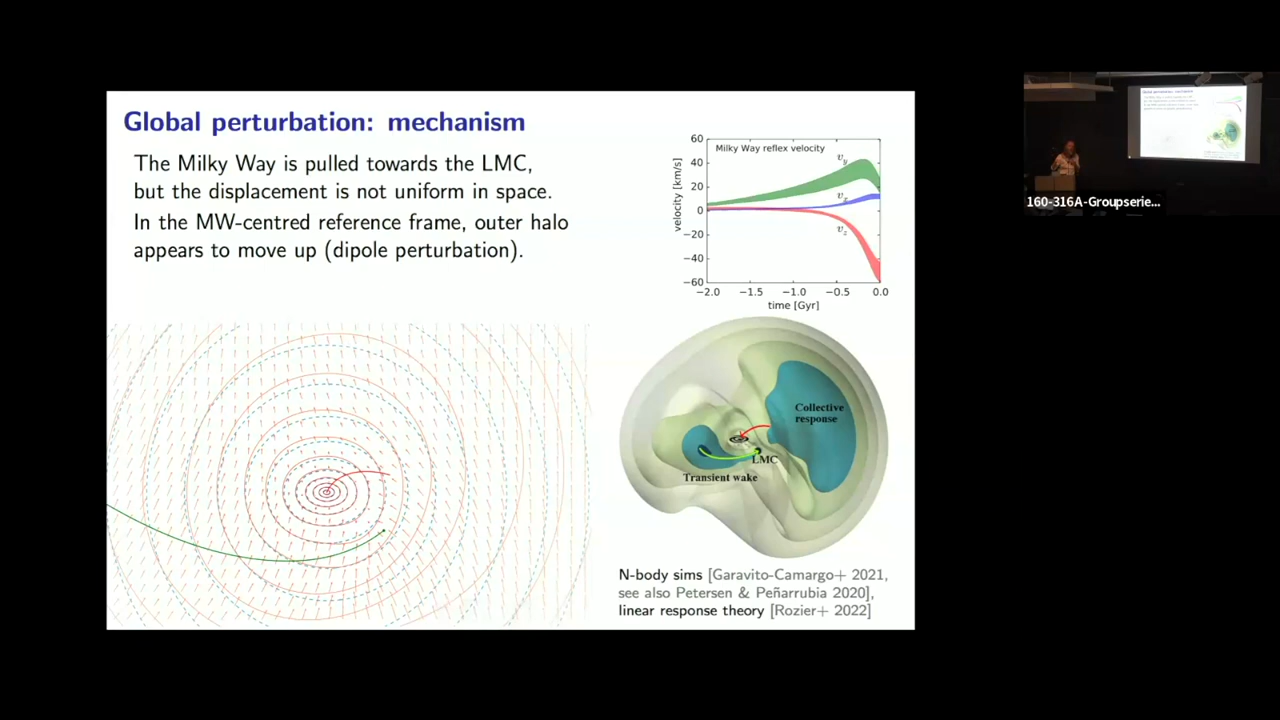 Global perturbation: mechanism
The Milky Way is pulled towards the LMC,
but the displacement is not uniform in space.
In the MW-centred reference frame, outer halo
appears to move up (dipole perturbation).
60
40
20
0
−20
−40
−60
velocity [km/s]
Milky Way reflex velocity
vy
vx
vz
−2.0 −1.5 −1.0 −0.5 0.0
time [Gyr]
Collective
response
LMC
Transient wake
N-body sims [Garavito-Camargo+ 2021,
see also Petersen & Peñarrubia 2020],
linear response theory [Rozier+ 2022]
160-316A-Groupserie...